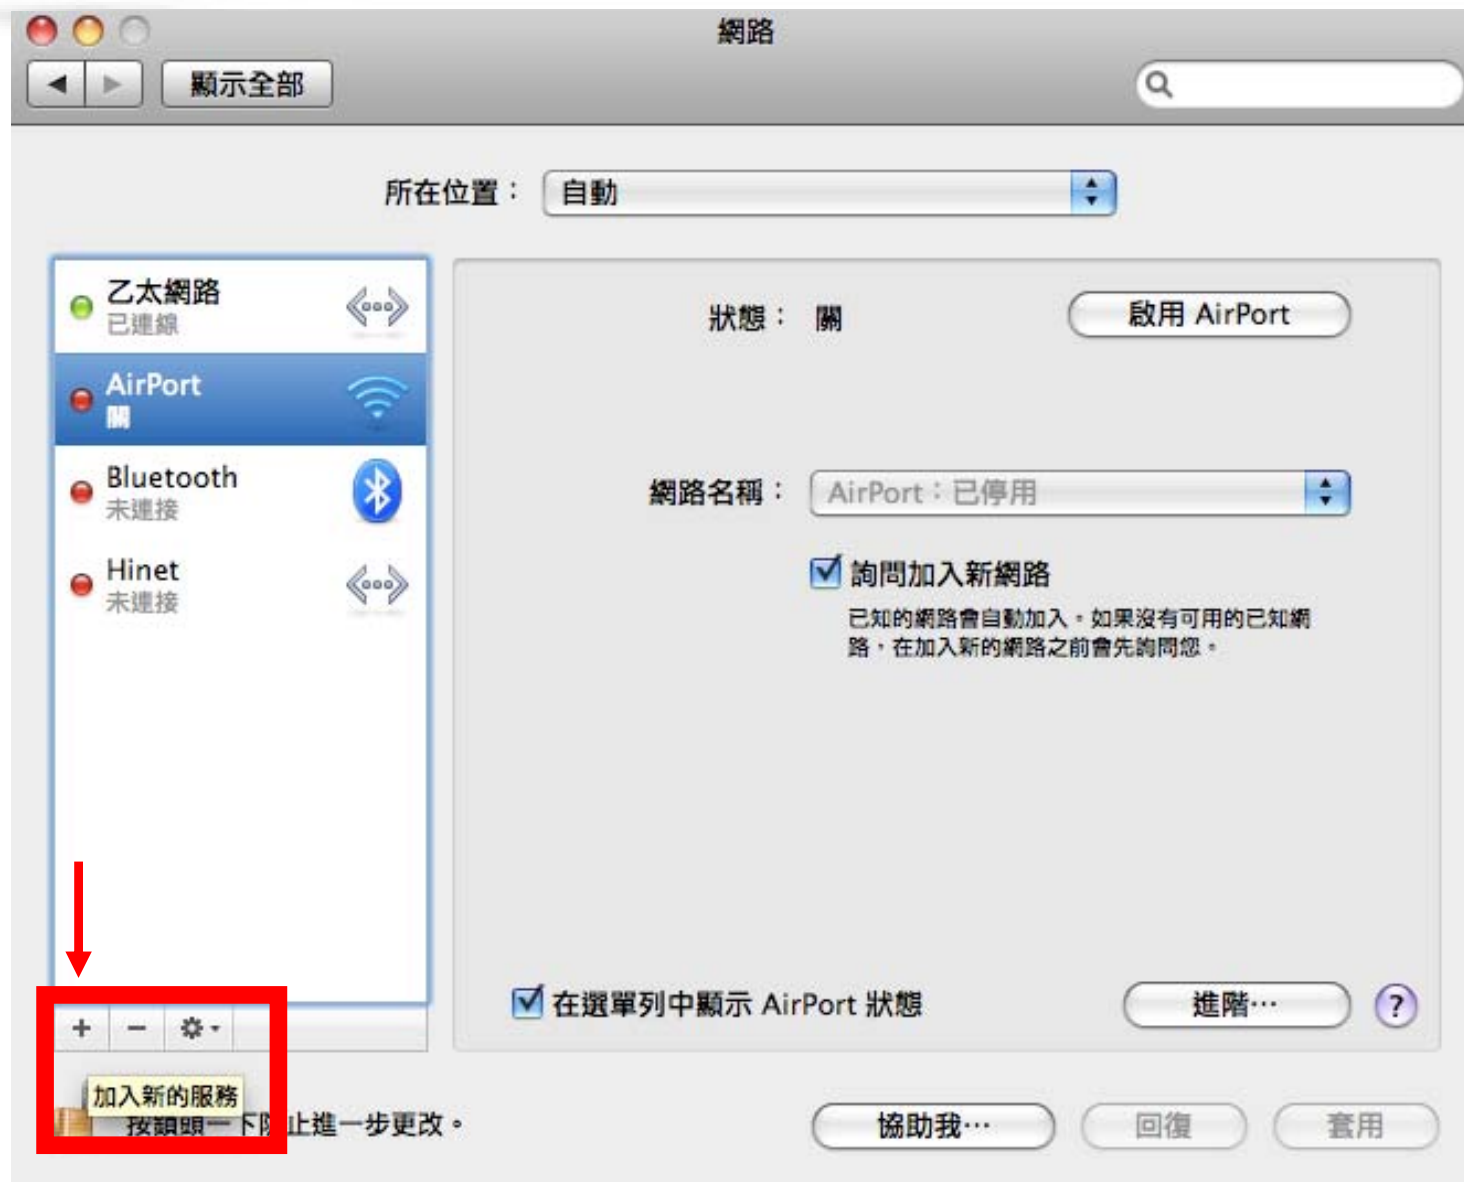 網路
顯示全部
所在位置： 自動
乙太網路
已連線
AirPort
關
Bluetooth
未連接
Hinet
未連接
狀態： 關
啟用 AirPort
網路名稱： AirPort：已停用
詢問加入新網路
已知的網路會自動加入。如果沒有可用的已知網
路，在加入新的網路之前會先詢問您。
在選單列中顯示 AirPort 狀態
進階… ?
+ −
加入新的服務
按鎖頭一下防止進一步更改。
協助我… 回復 套用